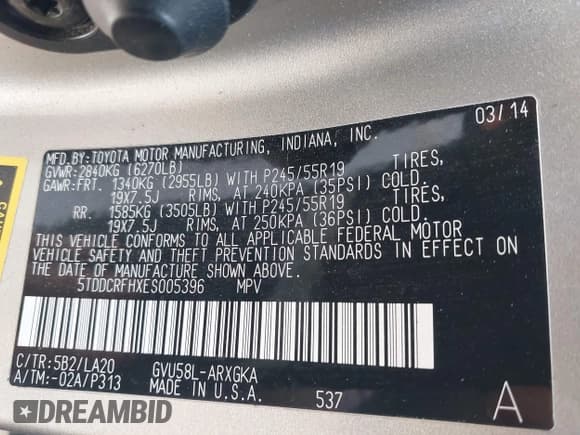 03/14
MFD.BY: TOYOTA MOTOR MANUFACTURING, INDIANA, INC.
GVWR: 2840KG (6270LB)
GAWR: FRT. 1340KG (2955LB) WITH P245/55R19 TIRES,
19X7.5J RIMS, AT 240KPA (35PSI) COLD.
RR. 1585KG (3505LB) WITH P245/55R19 TIRES,
19X7.5J RIMS, AT 250KPA (36PSI) COLD.
THIS VEHICLE CONFORMS TO ALL APPLICABLE FEDERAL MOTOR
VEHICLE SAFETY AND THEFT PREVENTION STANDARDS IN EFFECT ON
THE DATE OF MANUFACTURE SHOWN ABOVE.
5TDDCRFHXES005396 MPV
C/TR:5B2/LA20 GVU58L-ARXGKA
A/TM:-02A/P313 MADE IN U.S.A. 537 A
DREAMBID